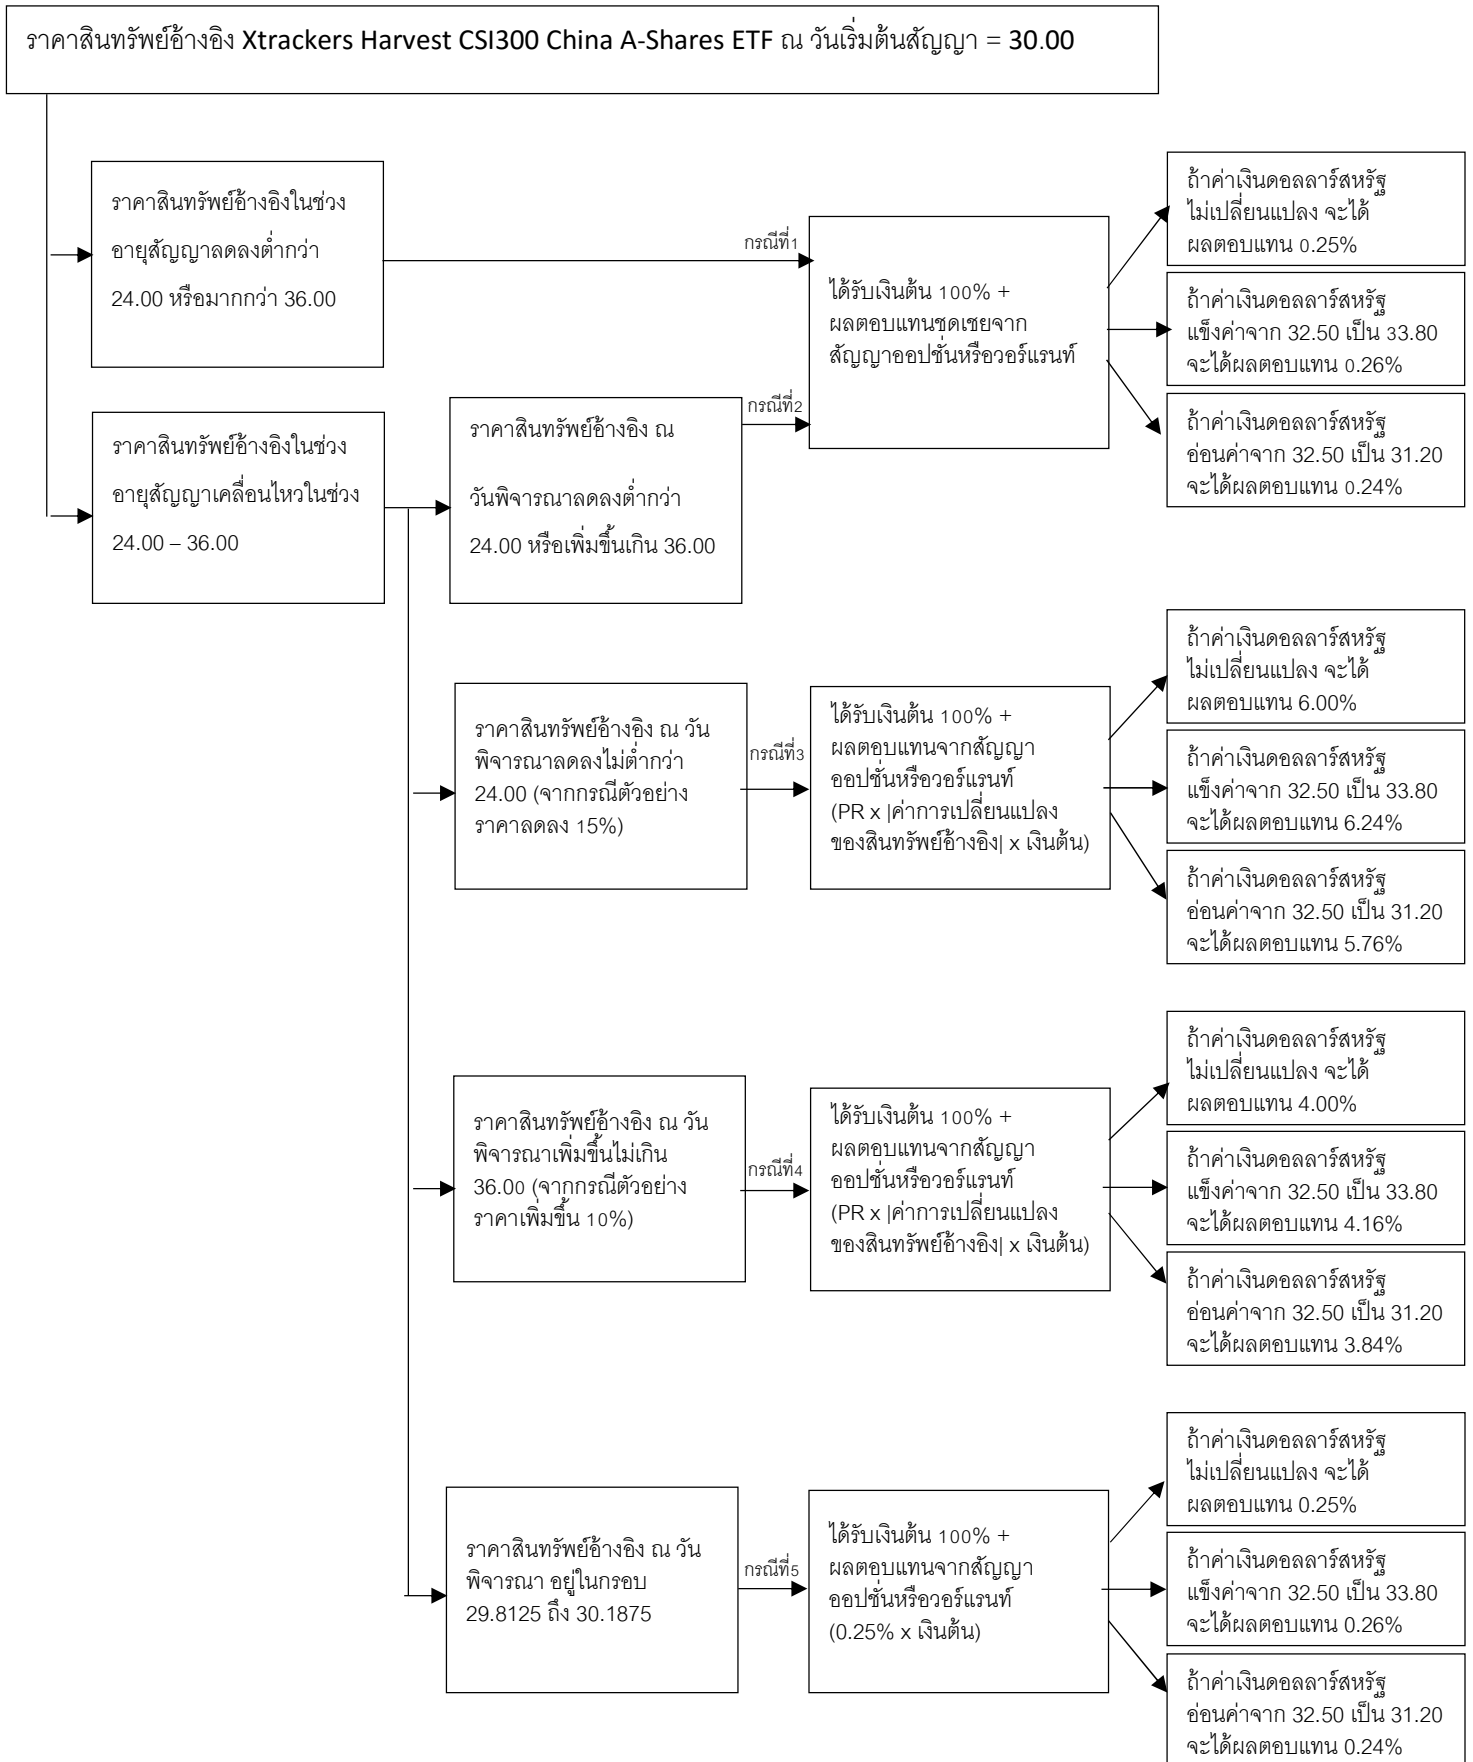 ราคาสินทรัพย์อ้างอิง Xtrackers Harvest CSI300 China A-Shares ETF ณ วันเริ่มต้นสัญญา = 30.00
ราคาสินทรัพย์อ้างอิงในช่วง
อายุสัญญาลดลงต่ำกว่า
24.00 หรือมากกว่า 36.00
กรณีที่1
ได้รับเงินต้น 100% +
ผลตอบแทนชดเชยจาก
สัญญาออปชั่นหรือวอร์แรนท์
ถ้าค่าเงินดอลลาร์สหรัฐ
ไม่เปลี่ยนแปลง จะได้
ผลตอบแทน 0.25%
ถ้าค่าเงินดอลลาร์สหรัฐ
แข็งค่าจาก 32.50 เป็น 33.80
จะได้ผลตอบแทน 0.26%
ถ้าค่าเงินดอลลาร์สหรัฐ
อ่อนค่าจาก 32.50 เป็น 31.20
จะได้ผลตอบแทน 0.24%
ราคาสินทรัพย์อ้างอิงในช่วง
อายุสัญญาเคลื่อนไหวในช่วง
24.00 – 36.00
ราคาสินทรัพย์อ้างอิง ณ
วันพิจารณาลดลงต่ำกว่า
24.00 หรือเพิ่มขึ้นเกิน 36.00
กรณีที่2
ราคาสินทรัพย์อ้างอิง ณ วัน
พิจารณาลดลงไม่ต่ำกว่า
24.00 (จากกรณีตัวอย่าง
ราคาลดลง 15%)
กรณีที่3
ได้รับเงินต้น 100% +
ผลตอบแทนจากสัญญา
ออปชั่นหรือวอร์แรนท์
(PR x |ค่าการเปลี่ยนแปลง
ของสินทรัพย์อ้างอิง| x เงินต้น)
ถ้าค่าเงินดอลลาร์สหรัฐ
ไม่เปลี่ยนแปลง จะได้
ผลตอบแทน 6.00%
ถ้าค่าเงินดอลลาร์สหรัฐ
แข็งค่าจาก 32.50 เป็น 33.80
จะได้ผลตอบแทน 6.24%
ถ้าค่าเงินดอลลาร์สหรัฐ
อ่อนค่าจาก 32.50 เป็น 31.20
จะได้ผลตอบแทน 5.76%
ราคาสินทรัพย์อ้างอิง ณ วัน
พิจารณาเพิ่มขึ้นไม่เกิน
36.00 (จากกรณีตัวอย่าง
ราคาเพิ่มขึ้น 10%)
กรณีที่4
ได้รับเงินต้น 100% +
ผลตอบแทนจากสัญญา
ออปชั่นหรือวอร์แรนท์
(PR x |ค่าการเปลี่ยนแปลง
ของสินทรัพย์อ้างอิง| x เงินต้น)
ถ้าค่าเงินดอลลาร์สหรัฐ
ไม่เปลี่ยนแปลง จะได้
ผลตอบแทน 4.00%
ถ้าค่าเงินดอลลาร์สหรัฐ
แข็งค่าจาก 32.50 เป็น 33.80
จะได้ผลตอบแทน 4.16%
ถ้าค่าเงินดอลลาร์สหรัฐ
อ่อนค่าจาก 32.50 เป็น 31.20
จะได้ผลตอบแทน 3.84%
ราคาสินทรัพย์อ้างอิง ณ วัน
พิจารณา อยู่ในกรอบ
29.8125 ถึง 30.1875
กรณีที่5
ได้รับเงินต้น 100% +
ผลตอบแทนจากสัญญา
ออปชั่นหรือวอร์แรนท์
(0.25% x เงินต้น)
ถ้าค่าเงินดอลลาร์สหรัฐ
ไม่เปลี่ยนแปลง จะได้
ผลตอบแทน 0.25%
ถ้าค่าเงินดอลลาร์สหรัฐ
แข็งค่าจาก 32.50 เป็น 33.80
จะได้ผลตอบแทน 0.26%
ถ้าค่าเงินดอลลาร์สหรัฐ
อ่อนค่าจาก 32.50 เป็น 31.20
จะได้ผลตอบแทน 0.24%